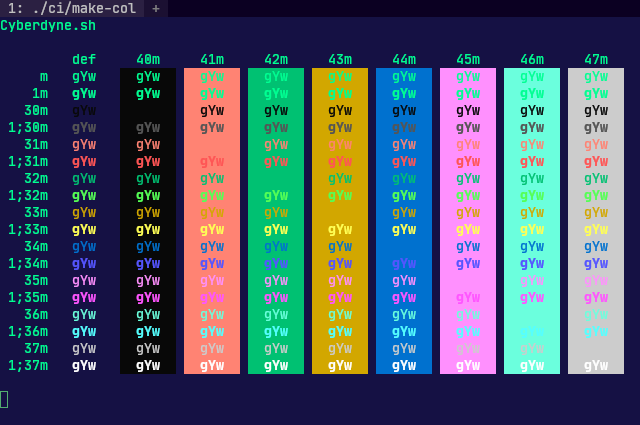 1: ./ci/make-col +
Cyberdyne.sh
def 40m 41m 42m 43m 44m 45m 46m 47m
m gYw gYw gYw gYw gYw gYw gYw gYw gYw
1m gYw gYw gYw gYw gYw gYw gYw gYw gYw
30m gYw gYw gYw gYw gYw gYw gYw gYw
1;30m gYw gYw gYw gYw gYw gYw gYw gYw gYw
31m gYw gYw gYw gYw gYw gYw gYw gYw
1;31m gYw gYw gYw gYw gYw gYw gYw gYw gYw
32m gYw gYw gYw gYw gYw gYw gYw gYw
1;32m gYw gYw gYw gYw gYw gYw gYw gYw gYw
33m gYw gYw gYw gYw gYw gYw gYw gYw
1;33m gYw gYw gYw gYw gYw gYw gYw gYw gYw
34m gYw gYw gYw gYw gYw gYw gYw gYw
1;34m gYw gYw gYw gYw gYw gYw gYw gYw gYw
35m gYw gYw gYw gYw gYw gYw gYw gYw
1;35m gYw gYw gYw gYw gYw gYw gYw gYw gYw
36m gYw gYw gYw gYw gYw gYw gYw gYw
1;36m gYw gYw gYw gYw gYw gYw gYw gYw gYw
37m gYw gYw gYw gYw gYw gYw gYw gYw
1;37m gYw gYw gYw gYw gYw gYw gYw gYw gYw